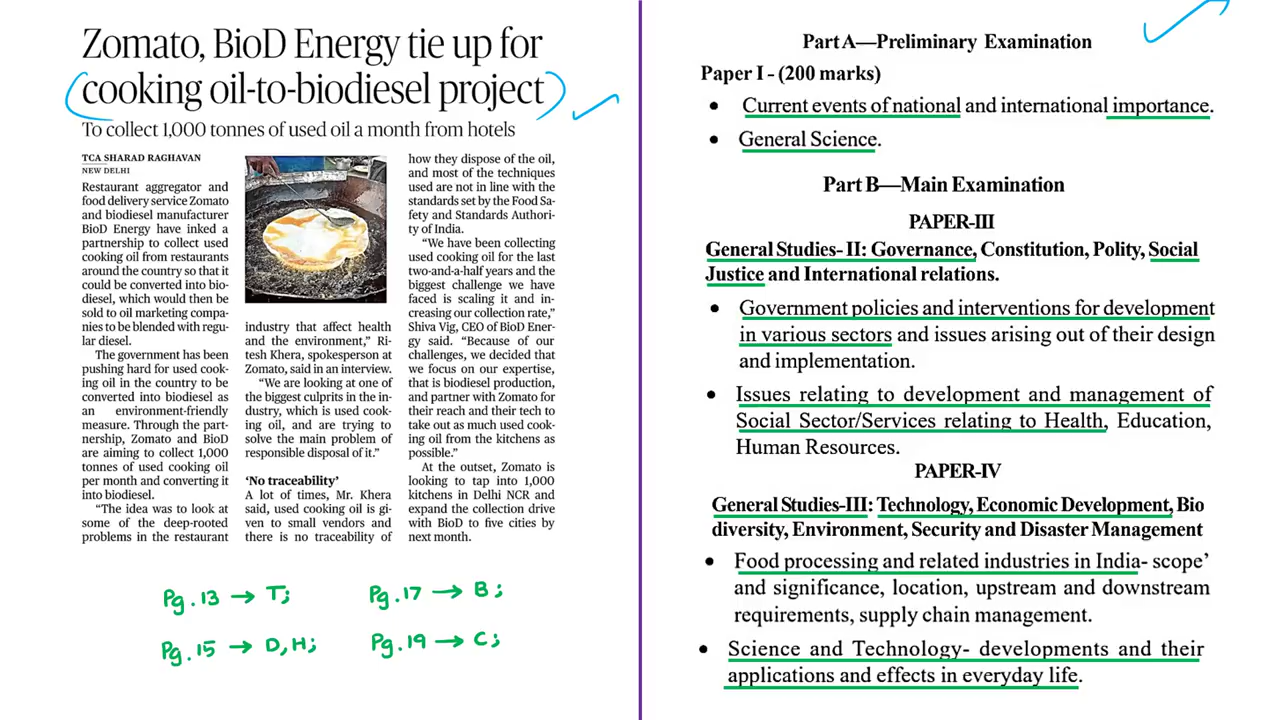 Zomato, BioD Energy tie up for
cooking oil-to-biodiesel project
To collect 1,000 tonnes of used oil a month from hotels
TCA SHARAD RAGHAVAN
NEW DELHI
Restaurant aggregator and
food delivery service Zomato
and biodiesel manufacturer
BioD Energy have inked a
partnership to collect used
cooking oil from restaurants
around the country so that it
could be converted into bio-
diesel, which would then be
sold to oil marketing compa-
nies to be blended with regu-
lar diesel.
The government has been
pushing hard for used cook-
ing oil in the country to be
converted into biodiesel as
an environment-friendly
measure. Through the part-
nership, Zomato and BioD
are aiming to collect 1,000
tonnes of used cooking oil
per month and converting it
into biodiesel.
“The idea was to look at
some of the deep-rooted
problems in the restaurant
industry that affect health
and the environment,” Ri-
tesh Khera, spokesperson at
Zomato, said in an interview.
“We are looking at one of
the biggest culprits in the in-
dustry, which is used cook-
ing oil, and are trying to
solve the main problem of
responsible disposal of it.”
‘No traceability’
A lot of times, Mr. Khera
said, used cooking oil is gi-
ven to small vendors and
there is no traceability of
how they dispose of the oil,
and most of the techniques
used are not in line with the
standards set by the Food Sa-
fety and Standards Authori-
ty of India.
“We have been collecting
used cooking oil for the last
two-and-a-half years and the
biggest challenge we have
faced is scaling it and in-
creasing our collection rate,”
Shiva Vig, CEO of BioD Ener-
gy said. “Because of our
challenges, we decided that
we focus on our expertise,
that is biodiesel production,
and partner with Zomato for
their reach and their tech to
take out as much used cook-
ing oil from the kitchens as
possible.”
At the outset, Zomato is
looking to tap into 1,000
kitchens in Delhi NCR and
expand the collection drive
with BioD to five cities by
next month.
Pg.13 → T;
Pg.17 → B;
Pg.15 → D,H;
Pg.19 → C;
Part A—Preliminary Examination
Paper I - (200 marks)
• Current events of national and international importance.
• General Science.
Part B—Main Examination
PAPER-III
General Studies- II: Governance, Constitution, Polity, Social
Justice and International relations.
• Government policies and interventions for development
in various sectors and issues arising out of their design
and implementation.
• Issues relating to development and management of
Social Sector/Services relating to Health, Education,
Human Resources.
PAPER-IV
General Studies-III: Technology, Economic Development, Bio
diversity, Environment, Security and Disaster Management
• Food processing and related industries in India- scope’
and significance, location, upstream and downstream
requirements, supply chain management.
• Science and Technology- developments and their
applications and effects in everyday life.